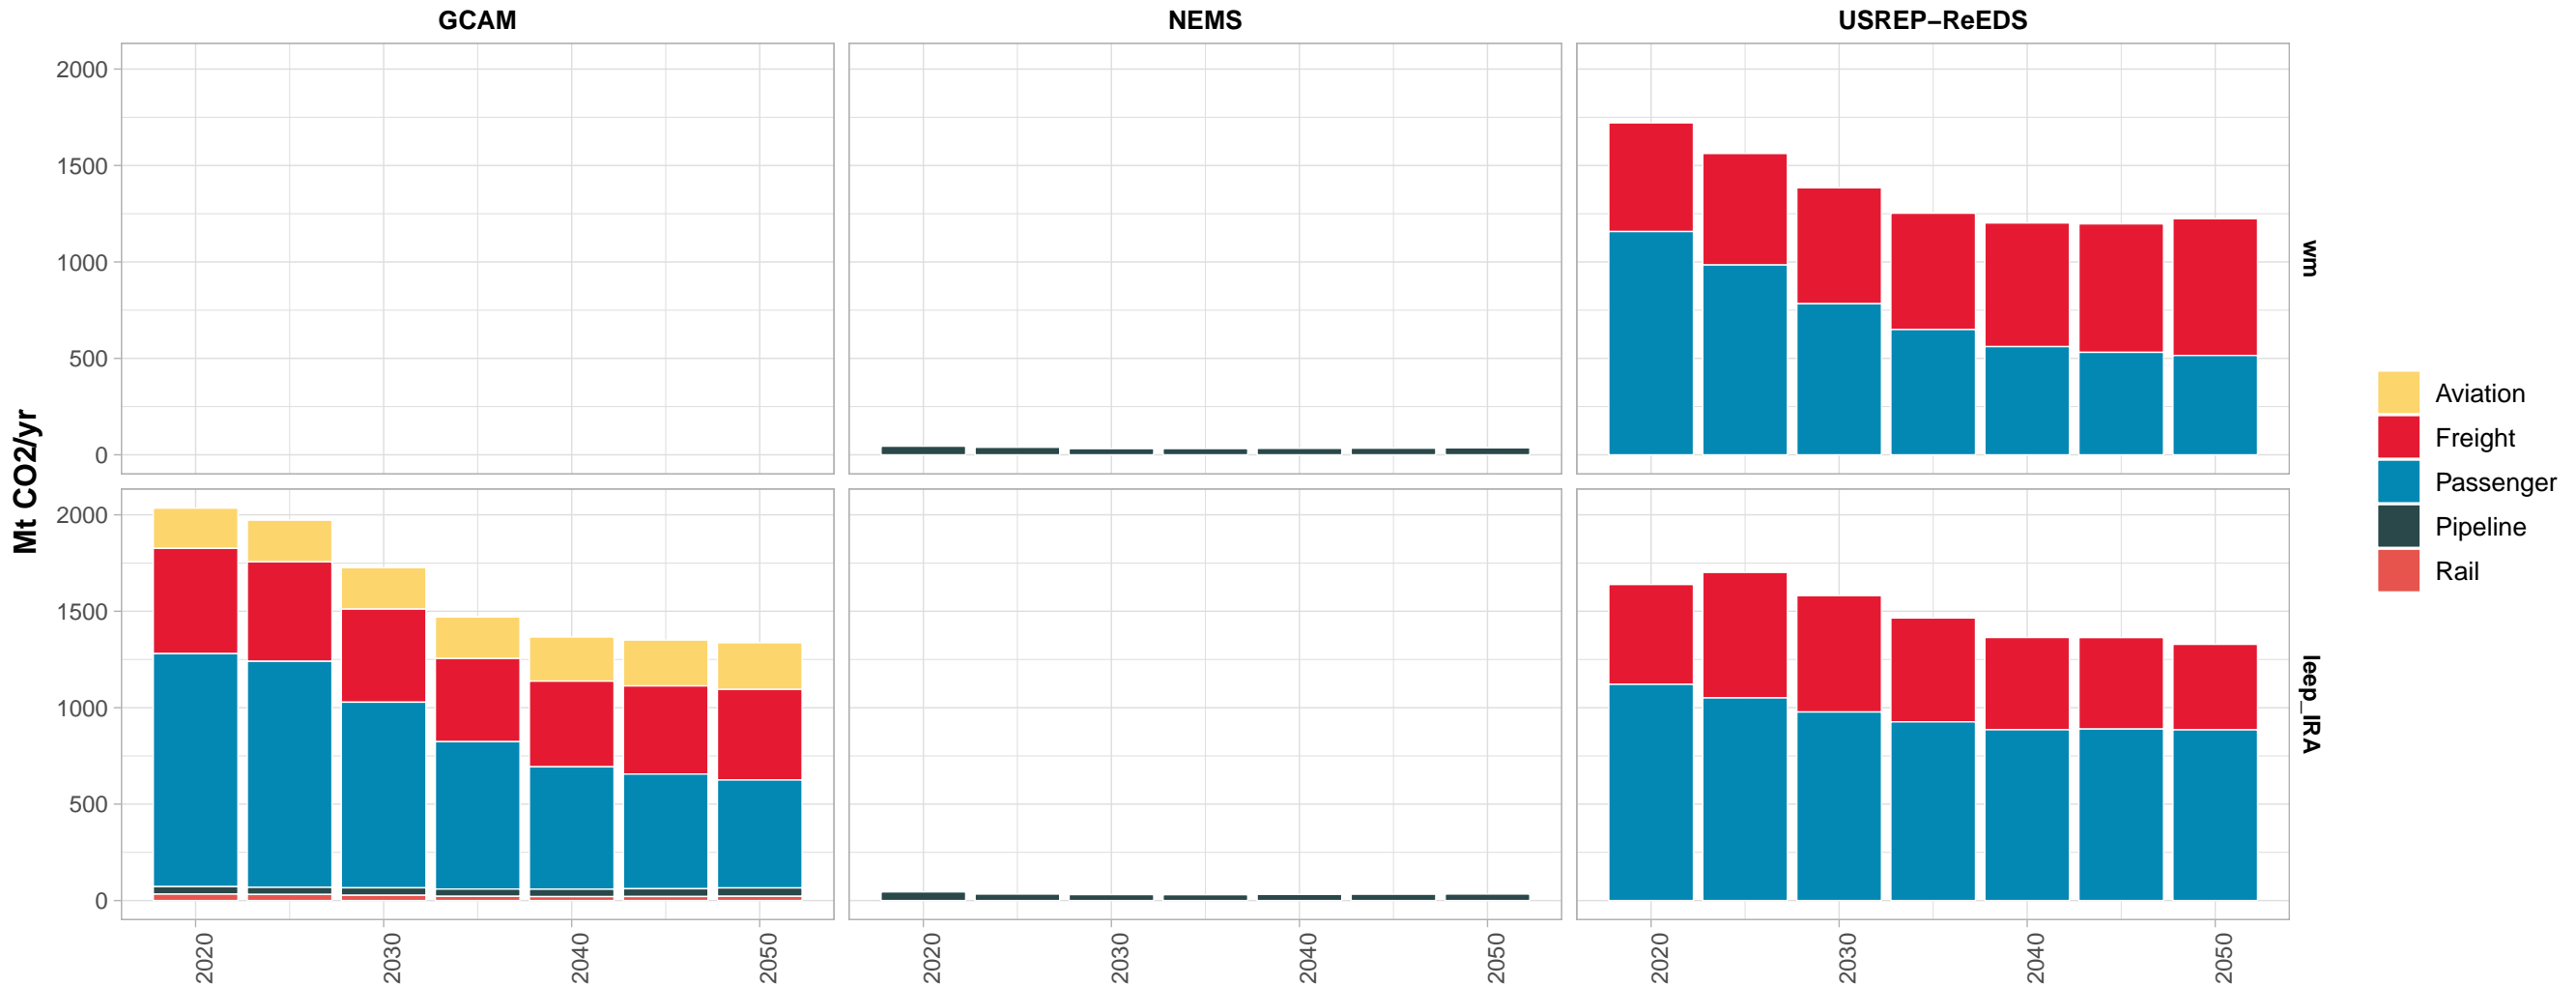 GCAM NEMS USREP−ReEDS
Mt CO2/yr
2000
1500
1000
500
0
wm
2000
1500
1000
500
0
leep_IRA
2020 2030 2040 2050 2020 2030 2040 2050 2020 2030 2040 2050
Aviation
Freight
Passenger
Pipeline
Rail